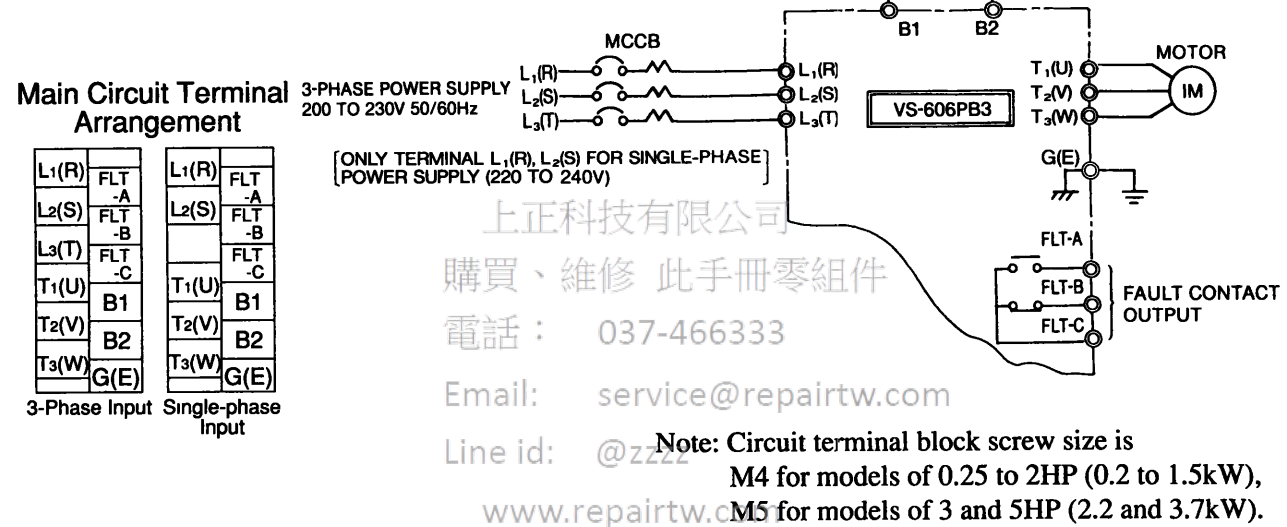 B1
B2
MCCB
MOTOR
Main Circuit Terminal
Arrangement
3-PHASE POWER SUPPLY
200 TO 230V 50/60Hz
L1(R)
L2(S)
L3(T)
L1(R)
L2(S)
L3(T)
VS-606PB3
T1(U)
T2(V)
T3(W)
IM
G(E)
[ONLY TERMINAL L1(R), L2(S) FOR SINGLE-PHASE
POWER SUPPLY (220 TO 240V)]
L1(R)
L2(S)
L3(T)
T1(U)
T2(V)
T3(W)
FLT
-A
FLT
-B
FLT
-C
B1
B2
G(E)
3-Phase Input
L1(R)
L2(S)
T1(U)
T2(V)
T3(W)
FLT
-A
FLT
-B
FLT
-C
B1
B2
G(E)
Single-phase
Input
FLT-A
FLT-B
FLT-C
FAULT CONTACT
OUTPUT
上正科技有限公司
購買、維修 此手冊零組件
電話： 037-466333
Email: service@repairtw.com
Line id: @zzzz
www.repairtw.com
Note: Circuit terminal block screw size is
M4 for models of 0.25 to 2HP (0.2 to 1.5kW),
M5 for models of 3 and 5HP (2.2 and 3.7kW).